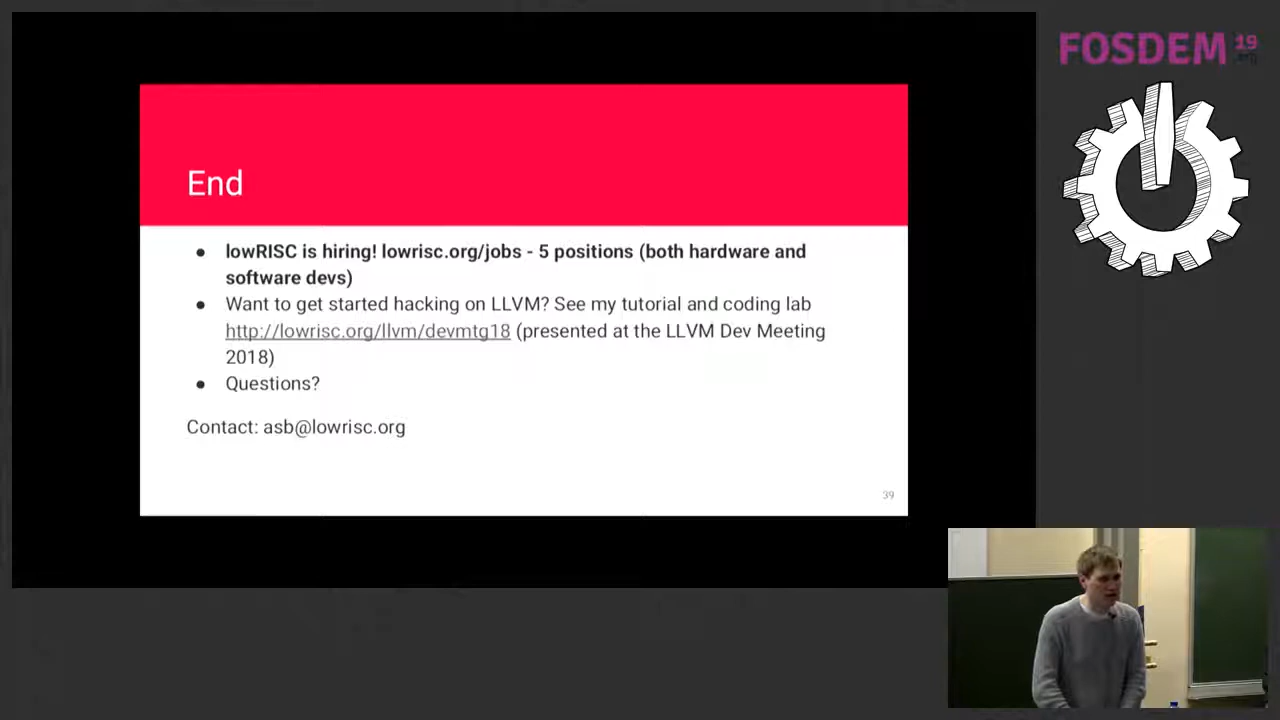 FOSDEM 19
.org
End
● lowRISC is hiring! lowrisc.org/jobs - 5 positions (both hardware and
software devs)
● Want to get started hacking on LLVM? See my tutorial and coding lab
http://lowrisc.org/llvm/devmtg18 (presented at the LLVM Dev Meeting
2018)
● Questions?
Contact: asb@lowrisc.org
39